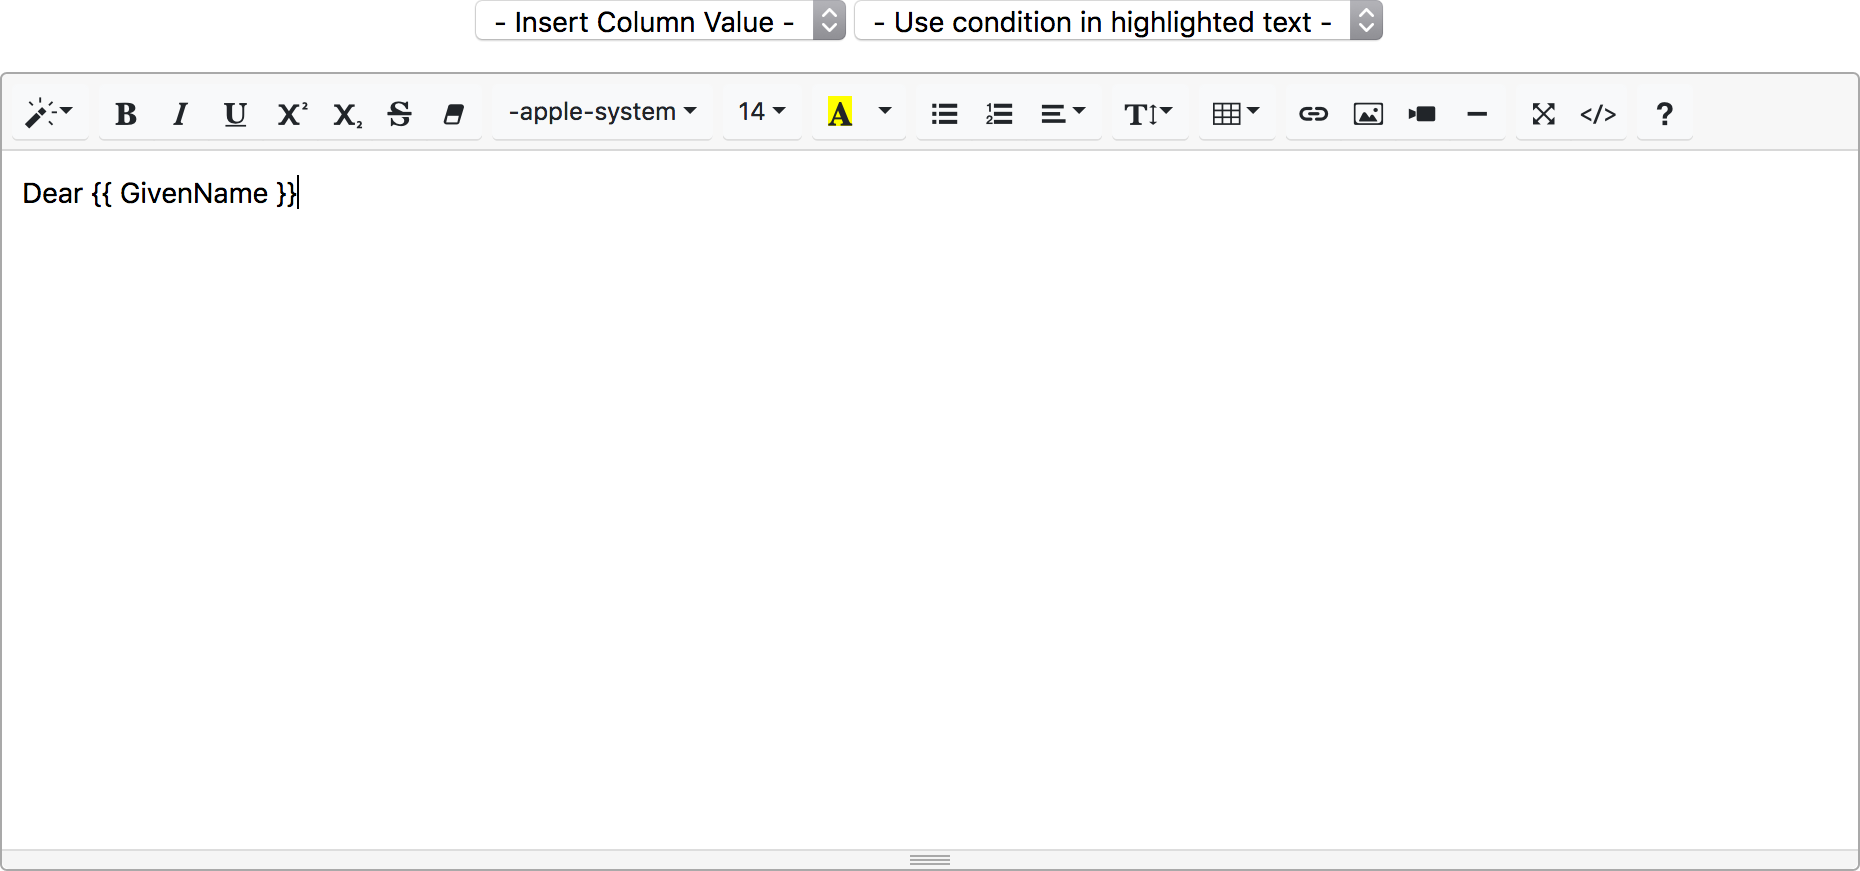 - Insert Column Value - - Use condition in highlighted text -
B I U X² X₂ S -apple-system 14 A T </> ?
Dear {{ GivenName }}